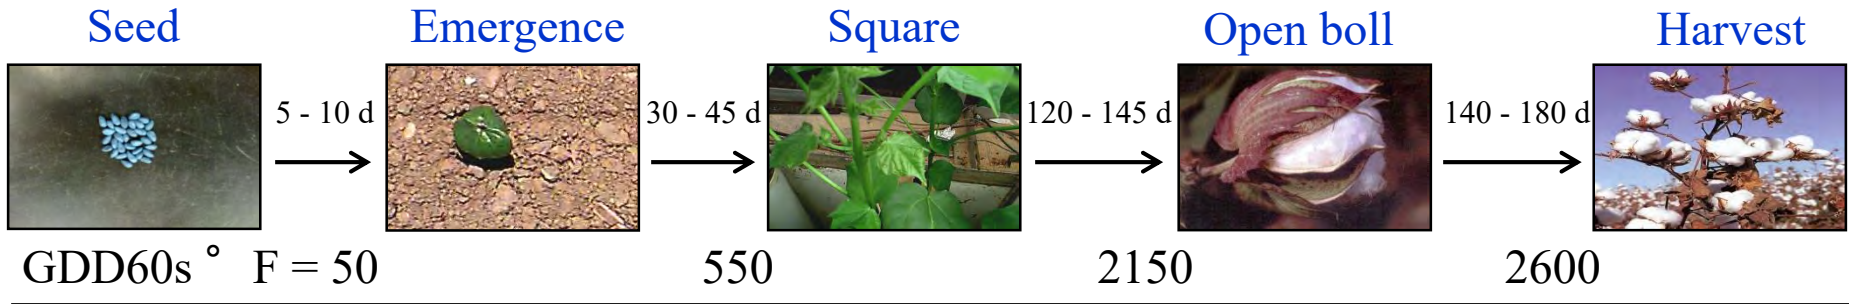 Seed Emergence Square Open boll Harvest
5 - 10 d 30 - 45 d 120 - 145 d 140 - 180 d
GDD60s ° F = 50 550 2150 2600